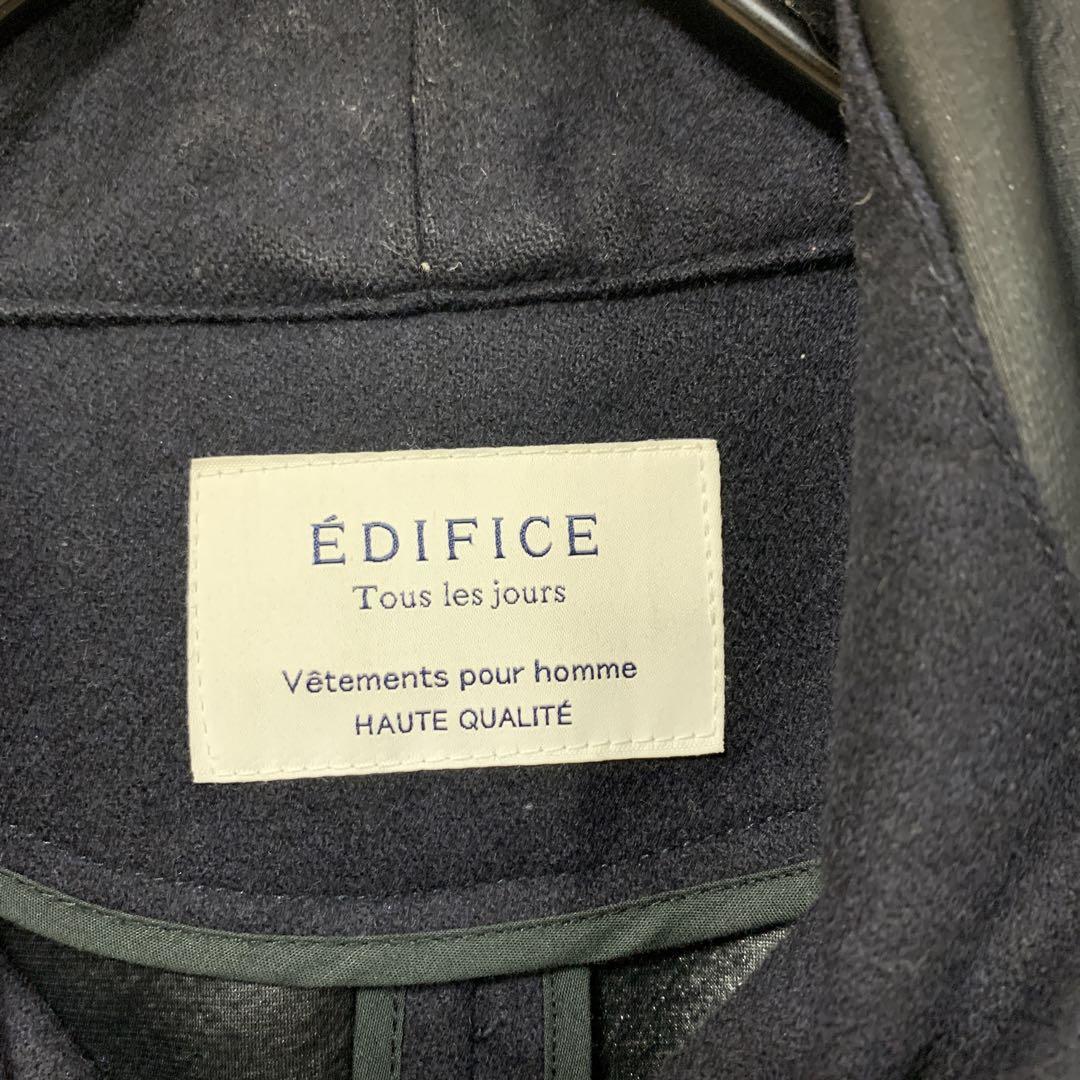 ÉDIFICE
Tous les jours
Vêtements pour homme
HAUTE QUALITÉ